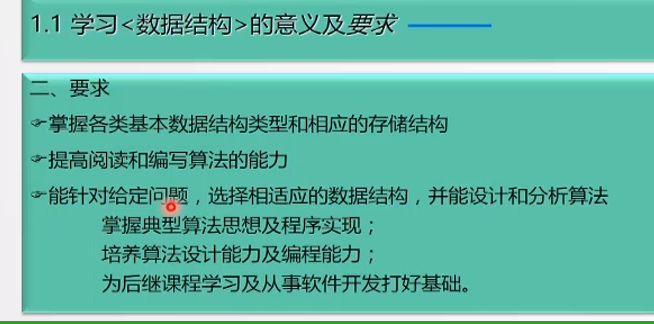 1.1 学习<数据结构>的意义及要求
二、要求
☞掌握各类基本数据结构类型和相应的存储结构
☞提高阅读和编写算法的能力
☞能针对给定问题，选择相适应的数据结构，并能设计和分析算法
掌握典型算法思想及程序实现；
培养算法设计能力及编程能力；
为后继课程学习及从事软件开发打好基础。